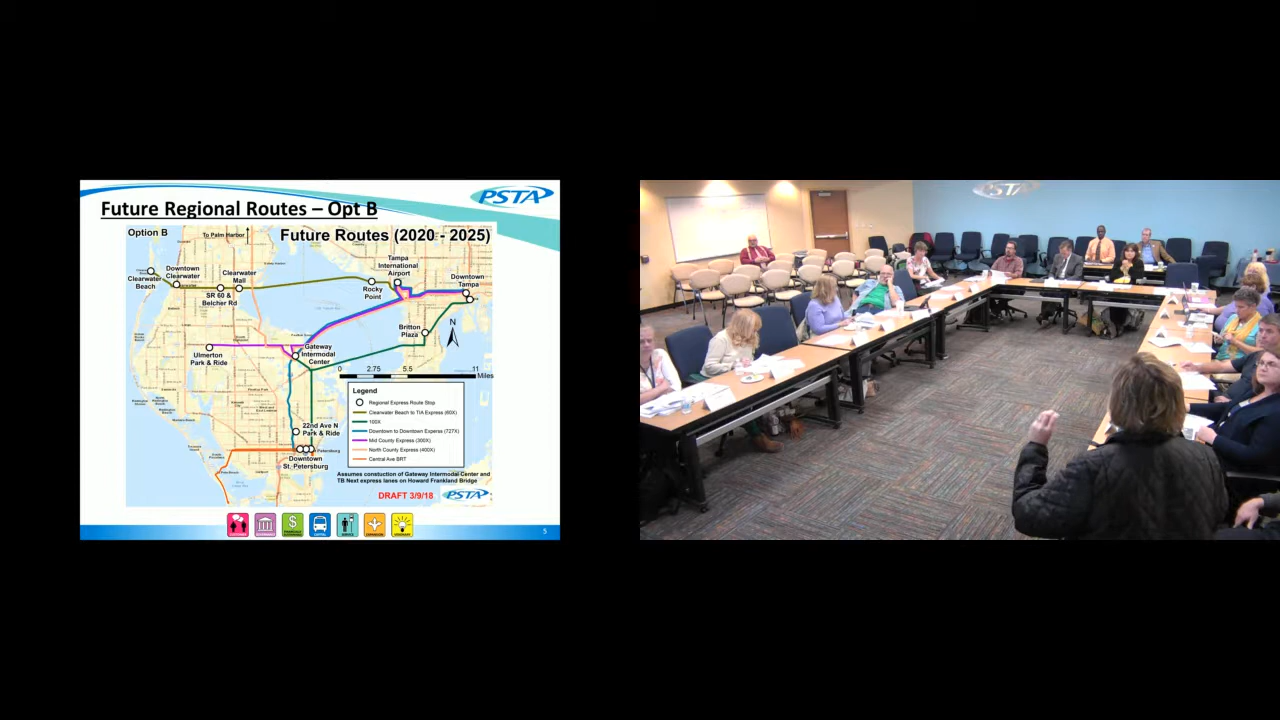 PSTA
Future Regional Routes – Opt B
Option B
To Palm Harbor
Future Routes (2020 - 2025)
Tampa
International
Airport
Downtown
Clearwater
Clearwater
Mall
Downtown
Tampa
Clearwater
Beach
SR 60 &
Belcher Rd
Rocky
Point
Britton
Plaza
N
Gateway
Intermodal
Center
Ulmerton
Park & Ride
0 2.75 5.5 11
Miles
Legend
Regional Express Route Stop
Clearwater Beach to TIA Express (60X)
100X
Downtown to Downtown Experss (727X)
Mid County Express (300X)
North County Express (400X)
Central Ave BRT
22nd Ave N
Park & Ride
Downtown
St. Petersburg
Assumes constuction of Gateway Intermodal Center and
TB Next express lanes on Howard Frankland Bridge
DRAFT 3/9/18
PSTA
5
PSTA